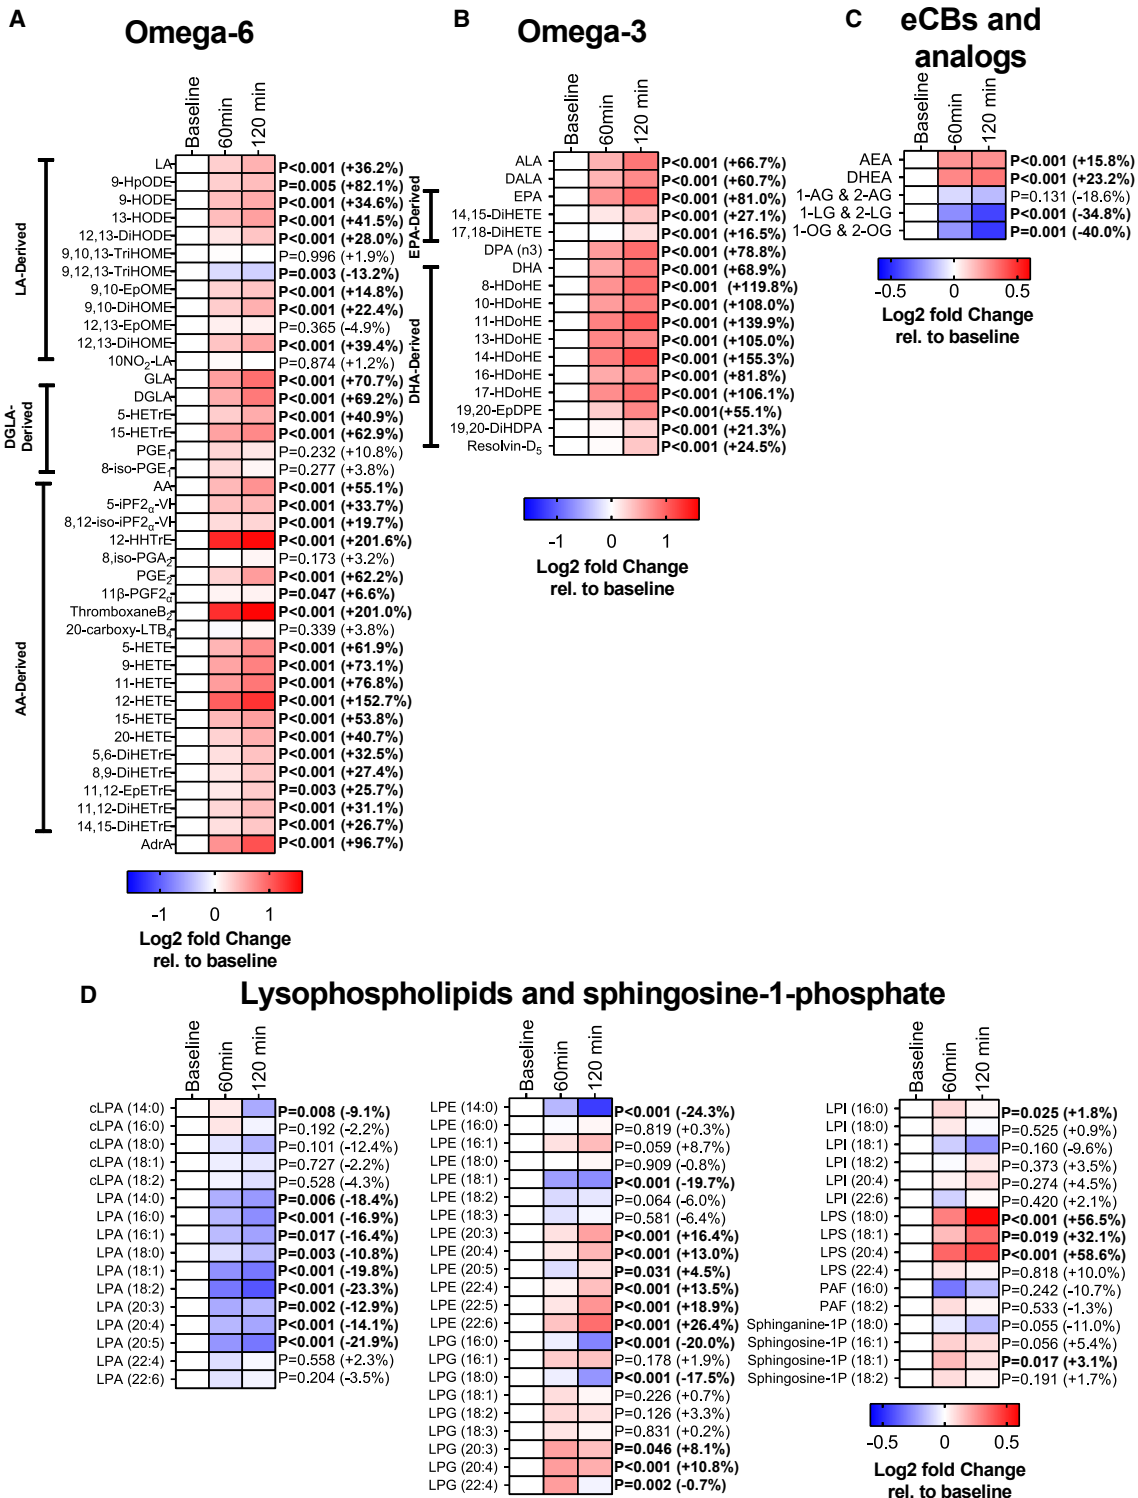 A
Omega-6
Baseline
60min
120 min
LA-Derived
DGLA-
Derived
AA-Derived
LA P<0.001 (+36.2%)
9-HpODE P=0.005 (+82.1%)
9-HODE P<0.001 (+34.6%)
13-HODE P<0.001 (+41.5%)
12,13-DiHODE P<0.001 (+28.0%)
9,10,13-TriHOME P=0.996 (+1.9%)
9,12,13-TriHOME P=0.003 (-13.2%)
9,10-EpOME P<0.001 (+14.8%)
9,10-DiHOME P<0.001 (+22.4%)
12,13-EpOME P=0.365 (-4.9%)
12,13-DiHOME P<0.001 (+39.4%)
10NO₂-LA P=0.874 (+1.2%)
GLA P<0.001 (+70.7%)
DGLA P<0.001 (+69.2%)
5-HETrE P<0.001 (+40.9%)
15-HETrE P<0.001 (+62.9%)
PGE₁ P=0.232 (+10.8%)
8-iso-PGE₁ P=0.277 (+3.8%)
AA P<0.001 (+55.1%)
5-iPF2α-VI P<0.001 (+33.7%)
8,12-iso-iPF2α-VI P<0.001 (+19.7%)
12-HHTrE P<0.001 (+201.6%)
8,iso-PGA₂ P=0.173 (+3.2%)
PGE₂ P<0.001 (+62.2%)
11β-PGF2α P=0.047 (+6.6%)
ThromboxaneB₂ P<0.001 (+201.0%)
20-carboxy-LTB₄ P=0.339 (+3.8%)
5-HETE P<0.001 (+61.9%)
9-HETE P<0.001 (+73.1%)
11-HETE P<0.001 (+76.8%)
12-HETE P<0.001 (+152.7%)
15-HETE P<0.001 (+53.8%)
20-HETE P<0.001 (+40.7%)
5,6-DiHETrE P<0.001 (+32.5%)
8,9-DiHETrE P<0.001 (+27.4%)
11,12-EpETrE P=0.003 (+25.7%)
11,12-DiHETrE P<0.001 (+31.1%)
14,15-DiHETrE P<0.001 (+26.7%)
AdrA P<0.001 (+96.7%)
-1 0 1
Log2 fold Change
rel. to baseline
B
Omega-3
Baseline
60min
120 min
EPA-Derived
DHA-Derived
ALA P<0.001 (+66.7%)
DALA P<0.001 (+60.7%)
EPA P<0.001 (+81.0%)
14,15-DiHETE P<0.001 (+27.1%)
17,18-DiHETE P<0.001 (+16.5%)
DPA (n3) P<0.001 (+78.8%)
DHA P<0.001 (+68.9%)
8-HDoHE P<0.001 (+119.8%)
10-HDoHE P<0.001 (+108.0%)
11-HDoHE P<0.001 (+139.9%)
13-HDoHE P<0.001 (+105.0%)
14-HDoHE P<0.001 (+155.3%)
16-HDoHE P<0.001 (+81.8%)
17-HDoHE P<0.001 (+106.1%)
19,20-EpDPE P<0.001(+55.1%)
19,20-DiHDPA P<0.001 (+21.3%)
Resolvin-D₅ P<0.001 (+24.5%)
-1 0 1
Log2 fold Change
rel. to baseline
C
eCBs and
analogs
Baseline
60min
120 min
AEA P<0.001 (+15.8%)
DHEA P<0.001 (+23.2%)
1-AG & 2-AG P=0.131 (-18.6%)
1-LG & 2-LG P<0.001 (-34.8%)
1-OG & 2-OG P=0.001 (-40.0%)
-0.5 0 0.5
Log2 fold Change
rel. to baseline
D
Lysophospholipids and sphingosine-1-phosphate
Baseline
60min
120 min
cLPA (14:0) P=0.008 (-9.1%)
cLPA (16:0) P=0.192 (-2.2%)
cLPA (18:0) P=0.101 (-12.4%)
cLPA (18:1) P=0.727 (-2.2%)
cLPA (18:2) P=0.528 (-4.3%)
LPA (14:0) P=0.006 (-18.4%)
LPA (16:0) P<0.001 (-16.9%)
LPA (16:1) P=0.017 (-16.4%)
LPA (18:0) P=0.003 (-10.8%)
LPA (18:1) P<0.001 (-19.8%)
LPA (18:2) P<0.001 (-23.3%)
LPA (20:3) P=0.002 (-12.9%)
LPA (20:4) P<0.001 (-14.1%)
LPA (20:5) P<0.001 (-21.9%)
LPA (22:4) P=0.558 (+2.3%)
LPA (22:6) P=0.204 (-3.5%)
Baseline
60min
120 min
LPE (14:0) P<0.001 (-24.3%)
LPE (16:0) P=0.819 (+0.3%)
LPE (16:1) P=0.059 (+8.7%)
LPE (18:0) P=0.909 (-0.8%)
LPE (18:1) P<0.001 (-19.7%)
LPE (18:2) P=0.064 (-6.0%)
LPE (18:3) P=0.581 (-6.4%)
LPE (20:3) P<0.001 (+16.4%)
LPE (20:4) P<0.001 (+13.0%)
LPE (20:5) P=0.031 (+4.5%)
LPE (22:4) P<0.001 (+13.5%)
LPE (22:5) P<0.001 (+18.9%)
LPE (22:6) P<0.001 (+26.4%)
LPG (16:0) P<0.001 (-20.0%)
LPG (16:1) P=0.178 (+1.9%)
LPG (18:0) P<0.001 (-17.5%)
LPG (18:1) P=0.226 (+0.7%)
LPG (18:2) P=0.126 (+3.3%)
LPG (18:3) P=0.831 (+0.2%)
LPG (20:3) P=0.046 (+8.1%)
LPG (20:4) P<0.001 (+10.8%)
LPG (22:4) P=0.002 (-0.7%)
Baseline
60min
120 min
LPI (16:0) P=0.025 (+1.8%)
LPI (18:0) P=0.525 (+0.9%)
LPI (18:1) P=0.160 (-9.6%)
LPI (18:2) P=0.373 (+3.5%)
LPI (20:4) P=0.274 (+4.5%)
LPI (22:6) P=0.420 (+2.1%)
LPS (18:0) P<0.001 (+56.5%)
LPS (18:1) P=0.019 (+32.1%)
LPS (20:4) P<0.001 (+58.6%)
LPS (22:4) P=0.818 (+10.0%)
PAF (16:0) P=0.242 (-10.7%)
PAF (18:2) P=0.533 (-1.3%)
Sphinganine-1P (18:0) P=0.055 (-11.0%)
Sphingosine-1P (16:1) P=0.056 (+5.4%)
Sphingosine-1P (18:1) P=0.017 (+3.1%)
Sphingosine-1P (18:2) P=0.191 (+1.7%)
-0.5 0 0.5
Log2 fold Change
rel. to baseline